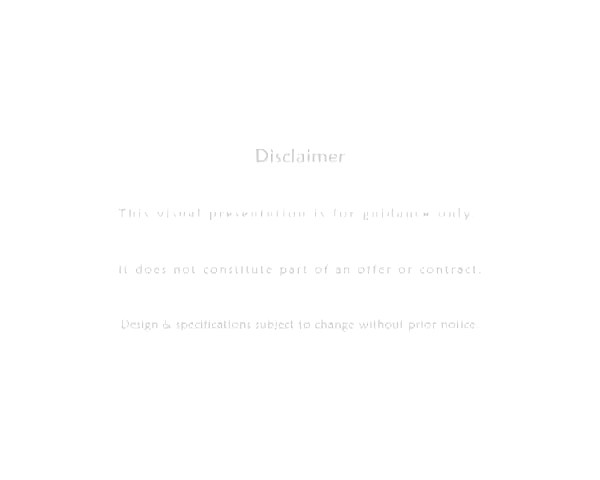 Disclaimer
This visual presentation is for guidance only.
It does not constitute part of an offer or contract.
Design & specifications subject to change without prior notice